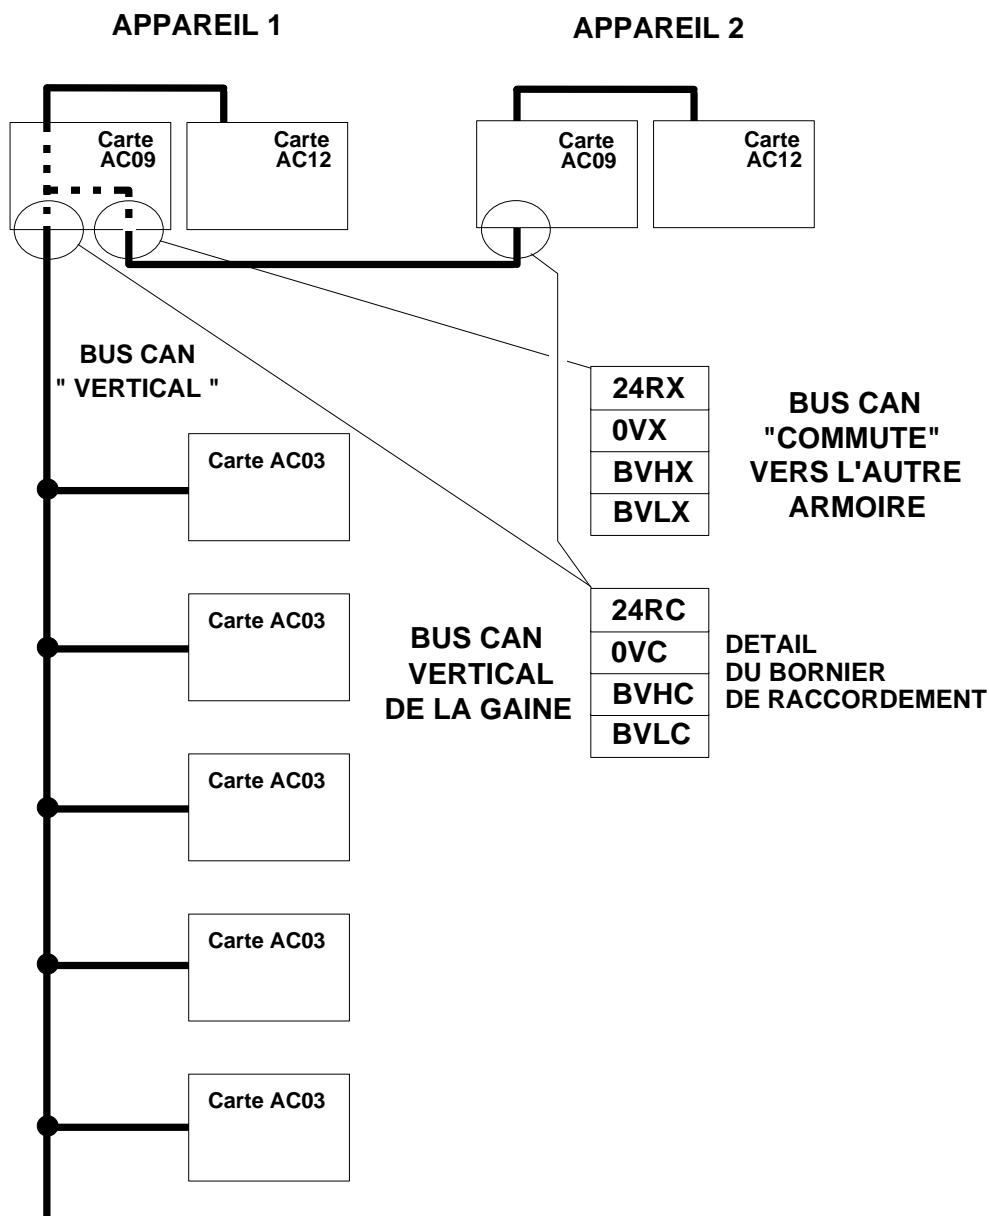 APPAREIL 1
APPAREIL 2
Carte
AC09
Carte
AC12
Carte
AC09
Carte
AC12
BUS CAN
" VERTICAL "
24RX
0VX
BVHX
BVLX
BUS CAN
"COMMUTE"
VERS L'AUTRE
ARMOIRE
Carte AC03
Carte AC03
BUS CAN
VERTICAL
DE LA GAINE
24RC
0VC
BVHC
BVLC
DETAIL
DU BORNIER
DE RACCORDEMENT
Carte AC03
Carte AC03
Carte AC03